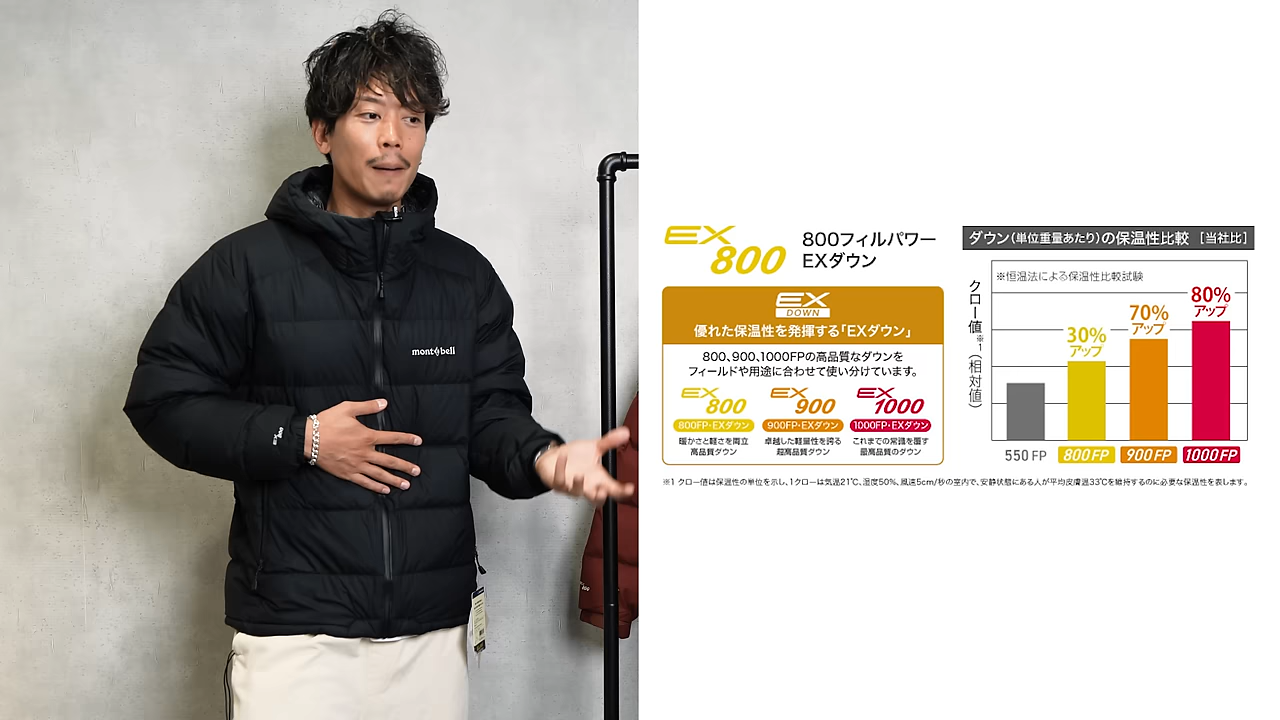 mont bell
EX
800
EX
800
800フィルパワー
EXダウン
EX
DOWN
優れた保温性を発揮する「EXダウン」
800、900、1000FPの高品質なダウンを
フィールドや用途に合わせて使い分けています。
EX
800
800FP・EXダウン
暖かさと軽さを両立
高品質ダウン
EX
900
900FP・EXダウン
卓越した軽量性を誇る
超高品質ダウン
EX
1000
1000FP・EXダウン
これまでの常識を覆す
最高品質のダウン
ダウン(単位重量あたり)の保温性比較 [当社比]
※恒温法による保温性比較試験
クロー値※1(相対値)
30%
アップ
70%
アップ
80%
アップ
550 FP
800 FP
900 FP
1000 FP
※1 クロー値は保温性の単位を示し、1クローは気温21℃、湿度50%、風速5cm/秒の室内で、安静状態にある人が平均皮膚温33℃を維持するのに必要な保温性を表します。